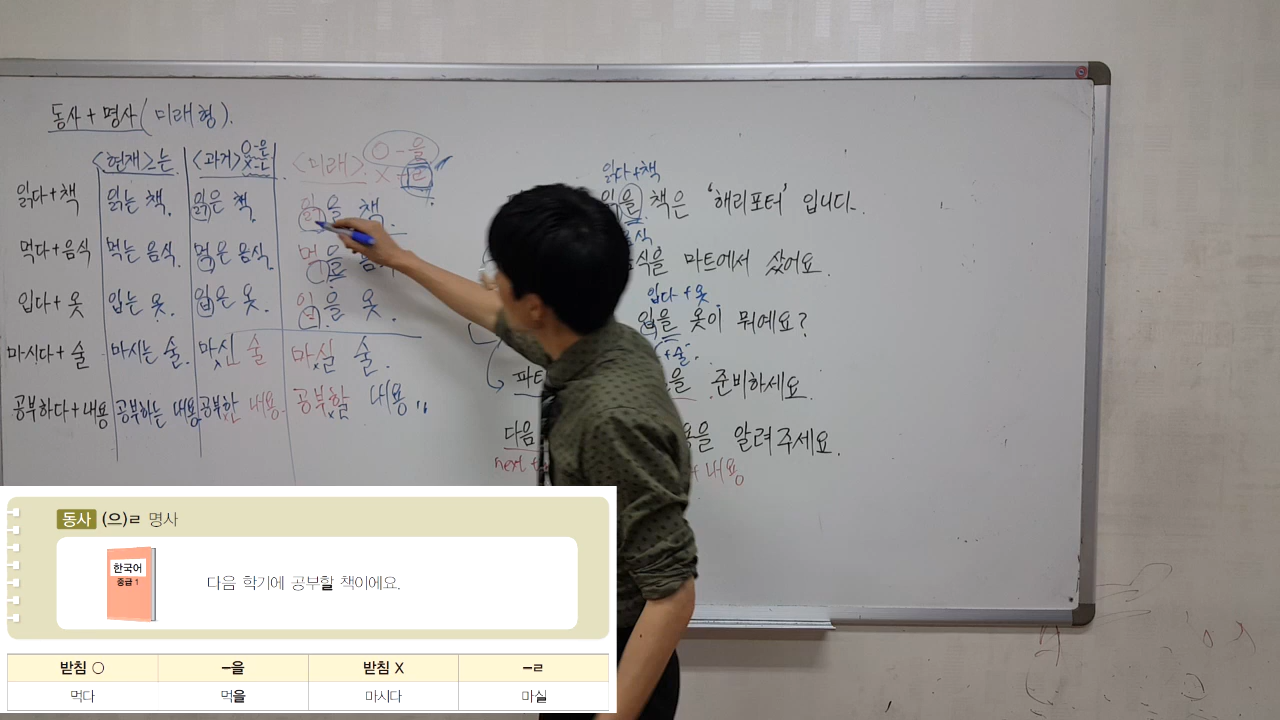 동사 + 명사 (미래형).
<현재>는 <과거> O-은 X-ㄴ <미래>. O-을 X-ㄹ
읽다+책 읽는 책. 읽은 책. 읽을 책.
먹다+음식 먹는 음식. 먹은 음식. 먹을 음식
입다+옷 입는 옷. 입은 옷. 입을 옷.
마시다+술 마시는 술. 마신 술 마실 술.
공부하다+내용 공부하는 내용 공부한 내용. 공부할 내용..
읽다+책
읽을 책은 '해리포터' 입니다.
음식
식을 마트에서 샀어요.
입다+옷
입을 옷이 뭐예요?
+술.
파티 을 준비하세요.
다음 용을 알려주세요.
next + 내용
동사 (으)ㄹ 명사
한국어
중급 1
다음 학기에 공부할 책이에요.
받침 ○ -을 받침 X -ㄹ
먹다 먹을 마시다 마실